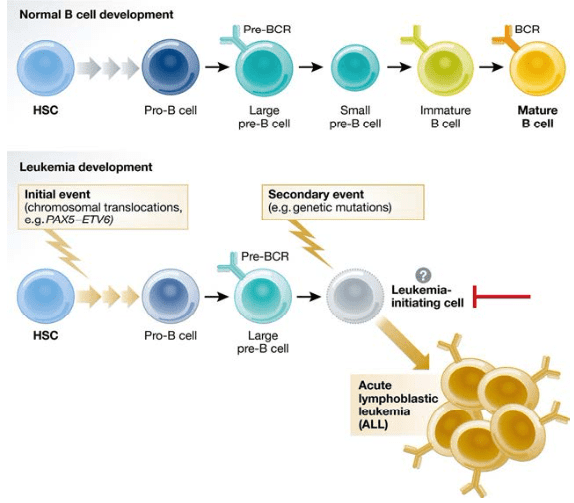 Normal B cell development
Pre-BCR
BCR
HSC
Pro-B cell
Large
pre-B cell
Small
pre-B cell
Immature
B cell
Mature
B cell
Leukemia development
Initial event
(chromosomal translocations,
e.g. PAX5–ETV6)
Secondary event
(e.g. genetic mutations)
Pre-BCR
?
Leukemia-
initiating cell
HSC
Pro-B cell
Large
pre-B cell
Acute
lymphoblastic
leukemia
(ALL)